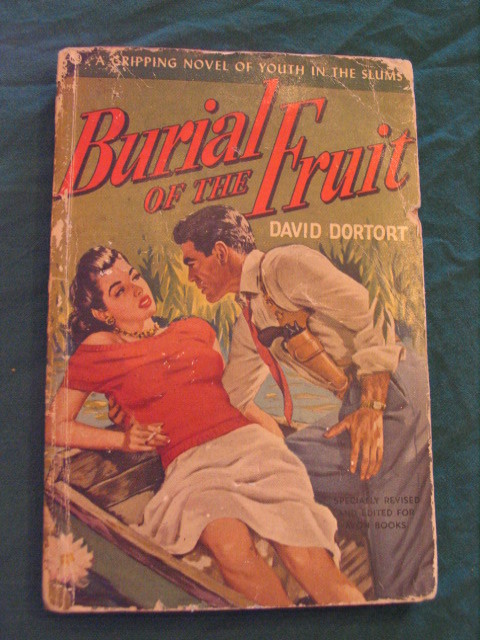 A GRIPPING NOVEL OF YOUTH IN THE SLUMS
Burial
OF THE
Fruit
DAVID DORTORT
SPECIALLY REVISED
AND EDITED FOR
AVON BOOKS